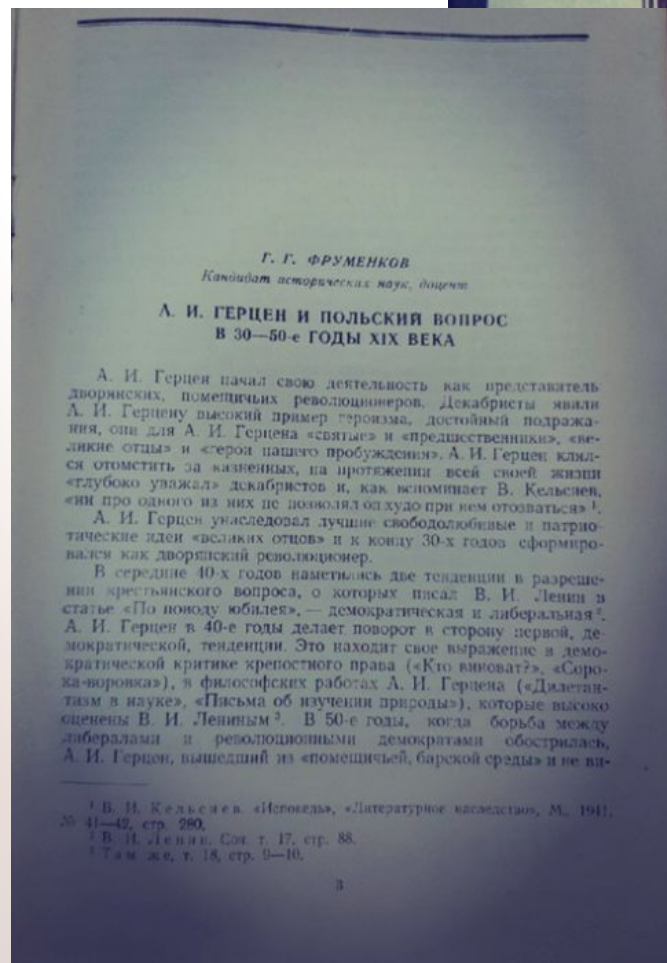 Г. Г. ФРУМЕНКОВ
Кандидат исторических наук, доцент
А. И. ГЕРЦЕН И ПОЛЬСКИЙ ВОПРОС
В 30—50-е ГОДЫ XIX ВЕКА
А. И. Герцен начал свою деятельность как представитель
дворянских, помещичьих революционеров. Декабристы явили
А. И. Герцену высокий пример героизма, достойный подража-
ния, они для А. И. Герцена «святые» и «предшественники», «ве-
ликие отцы» и «герои нашего пробуждения». А. И. Герцен клял-
ся отомстить за казненных, на протяжении всей своей жизни
«глубоко уважал» декабристов и, как вспоминает В. Кельсиев,
«ни про одного из них не позволял он худо при нем отозваться» ¹.
А. И. Герцен унаследовал лучшие свободолюбивые и патрио-
тические идеи «великих отцов» и к концу 30-х годов сформиро-
вался как дворянский революционер.
В середине 40-х годов наметились две тенденции в разреше-
нии крестьянского вопроса, о которых писал В. И. Ленин в
статье «По поводу юбилея», — демократическая и либеральная ².
А. И. Герцен в 40-е годы делает поворот в сторону первой, де-
мократической, тенденции. Это находит свое выражение в демо-
кратической критике крепостного права («Кто виноват?», «Соро-
ка-воровка»), в философских работах А. И. Герцена («Дилетан-
тизм в науке», «Письма об изучении природы»), которые высоко
оценены В. И. Лениным ³. В 50-е годы, когда борьба между
либералами и революционными демократами обострилась,
А. И. Герцен, вышедший из «помещичьей, барской среды» и не ви-
¹ В. И. Кельсиев. «Исповедь», «Литературное наследство», М., 1941,
№ 41—42, стр. 280.
² В. И. Ленин. Соч. т. 17, стр. 88.
³ Там же, т. 18, стр. 9—10.
3